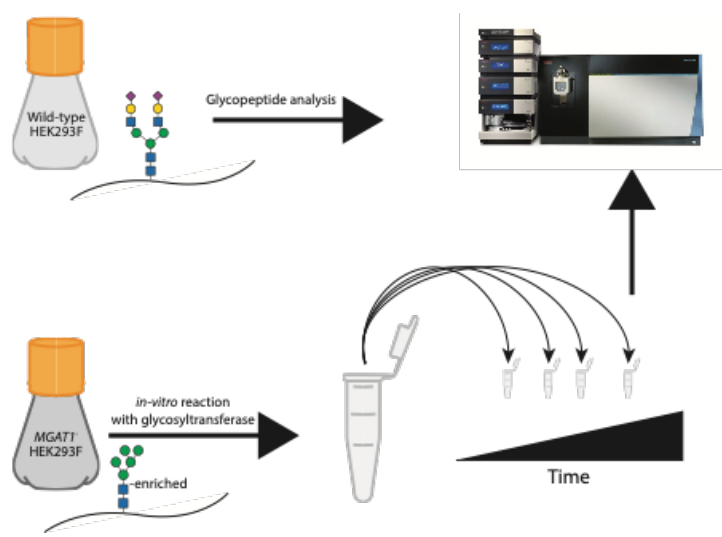 Wild-type
HEK293F
Glycopeptide analysis
MGAT1⁻
HEK293F
in-vitro reaction
with glycosyltransferase
-enriched
Time